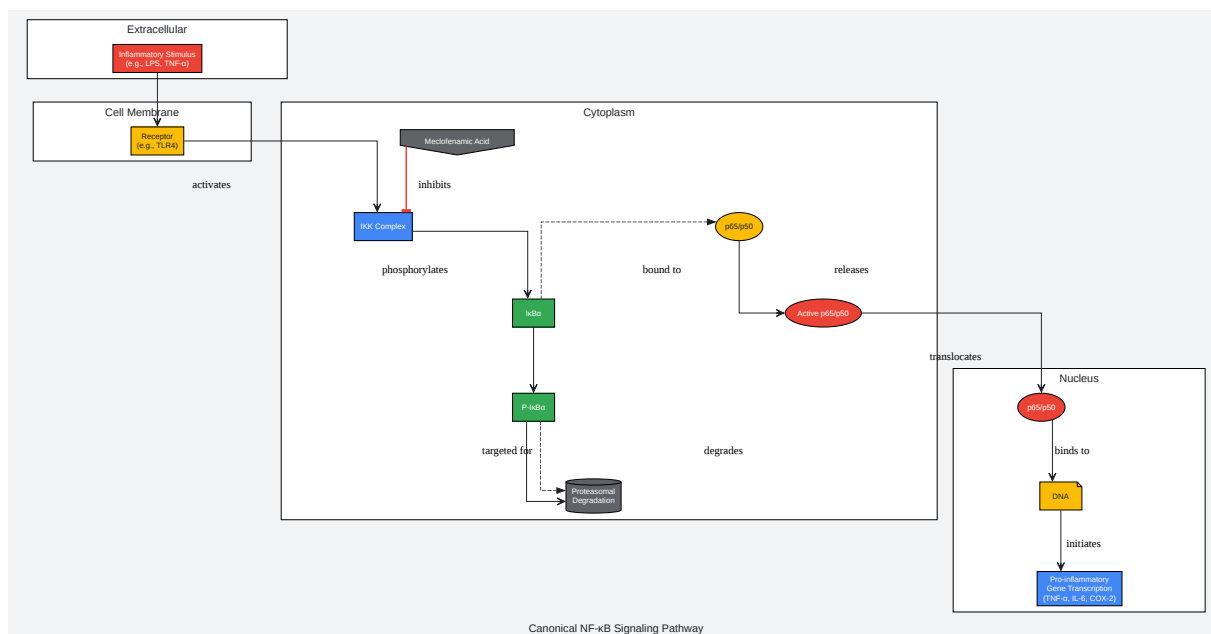 Extracellular
Inflammatory Stimulus
(e.g., LPS, TNF-α)
Cell Membrane
Receptor
(e.g., TLR4)
activates
Cytoplasm
Meclofenamic Acid
inhibits
IKK Complex
p65/p50
phosphorylates
bound to
releases
IκBα
Active p65/p50
translocates
Nucleus
P-IκBα
p65/p50
targeted for
degrades
binds to
Proteasomal
Degradation
DNA
initiates
Pro-inflammatory
Gene Transcription
(TNF-α, IL-6, COX-2)
Canonical NF-κB Signaling Pathway